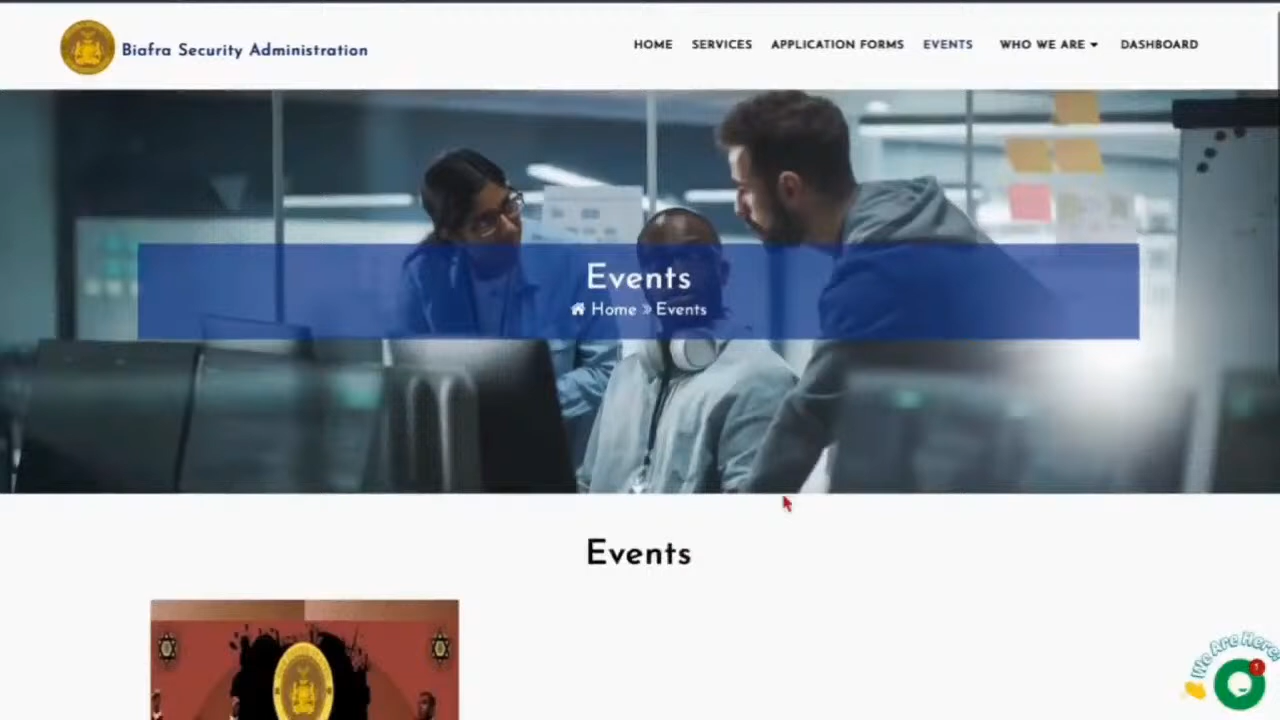 Biafra Security Administration
HOME SERVICES APPLICATION FORMS EVENTS WHO WE ARE DASHBOARD
Events
Home » Events
Events
We Are Here!
1